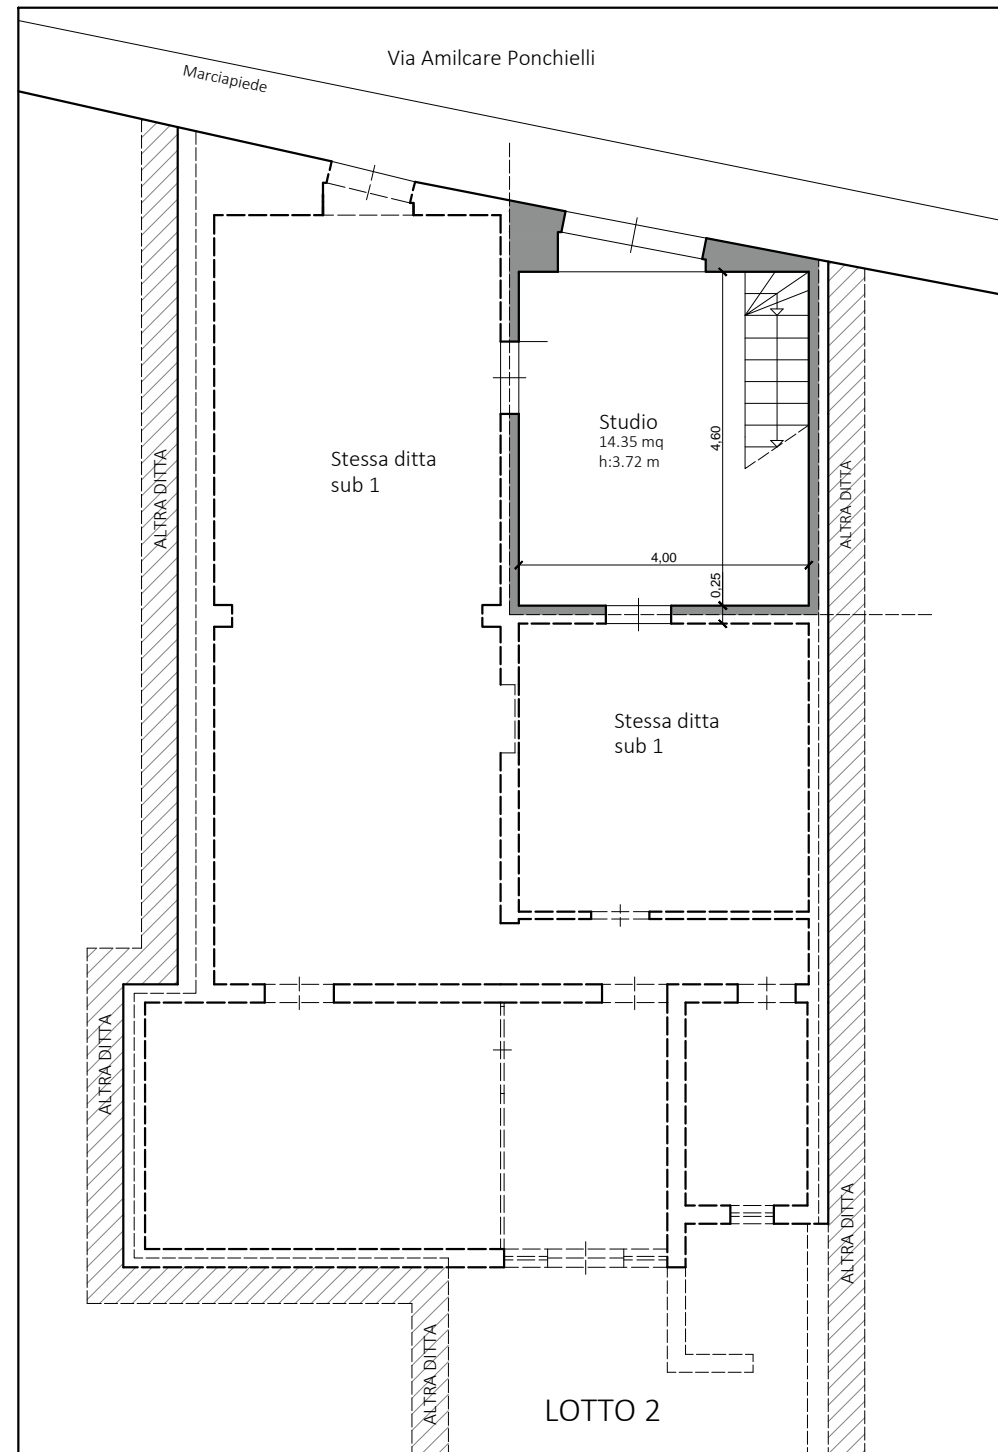 Via Amilcare Ponchielli
Marciapiede
Studio
14.35 mq
h:3.72 m
4,60
Stessa ditta
sub 1
ALTRA DITTA
ALTRA DITTA
4,00
0,25
Stessa ditta
sub 1
ALTRA DITTA
ALTRA DITTA
ALTRA DITTA
LOTTO 2